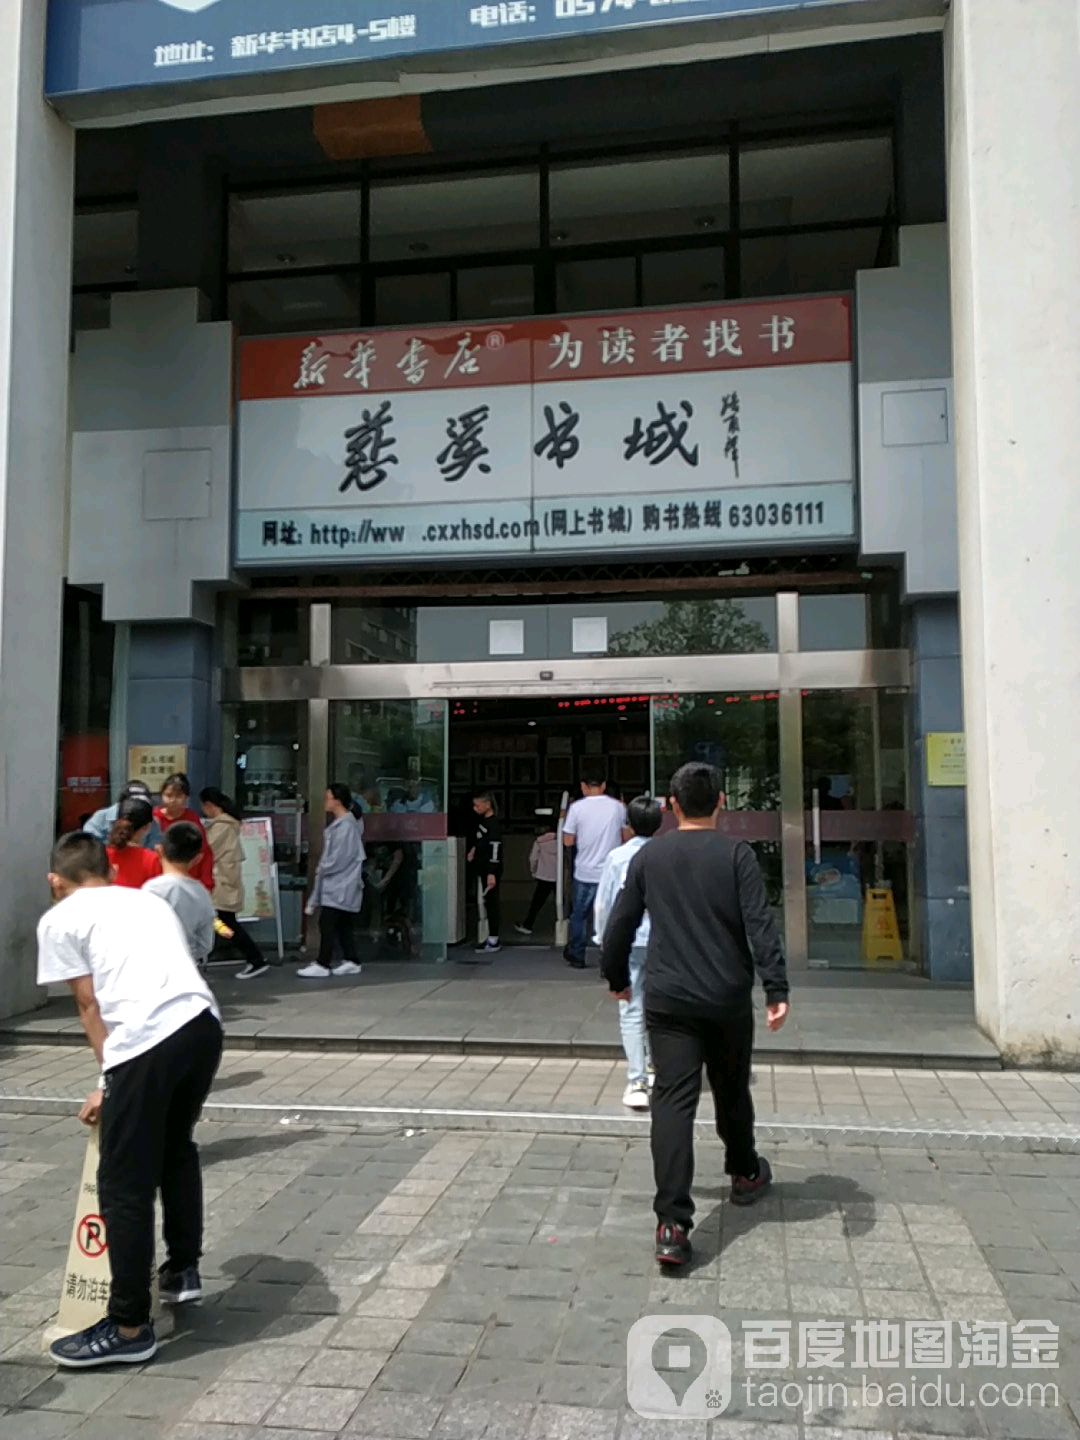 地址：新华书店4-5楼 电话：0574-
新华书店® 为读者找书
慈溪书城
网址：http://ww .cxxhsd.com(网上书城) 购书热线 63036111
请勿泊车
百度地图淘金
taojin.baidu.com